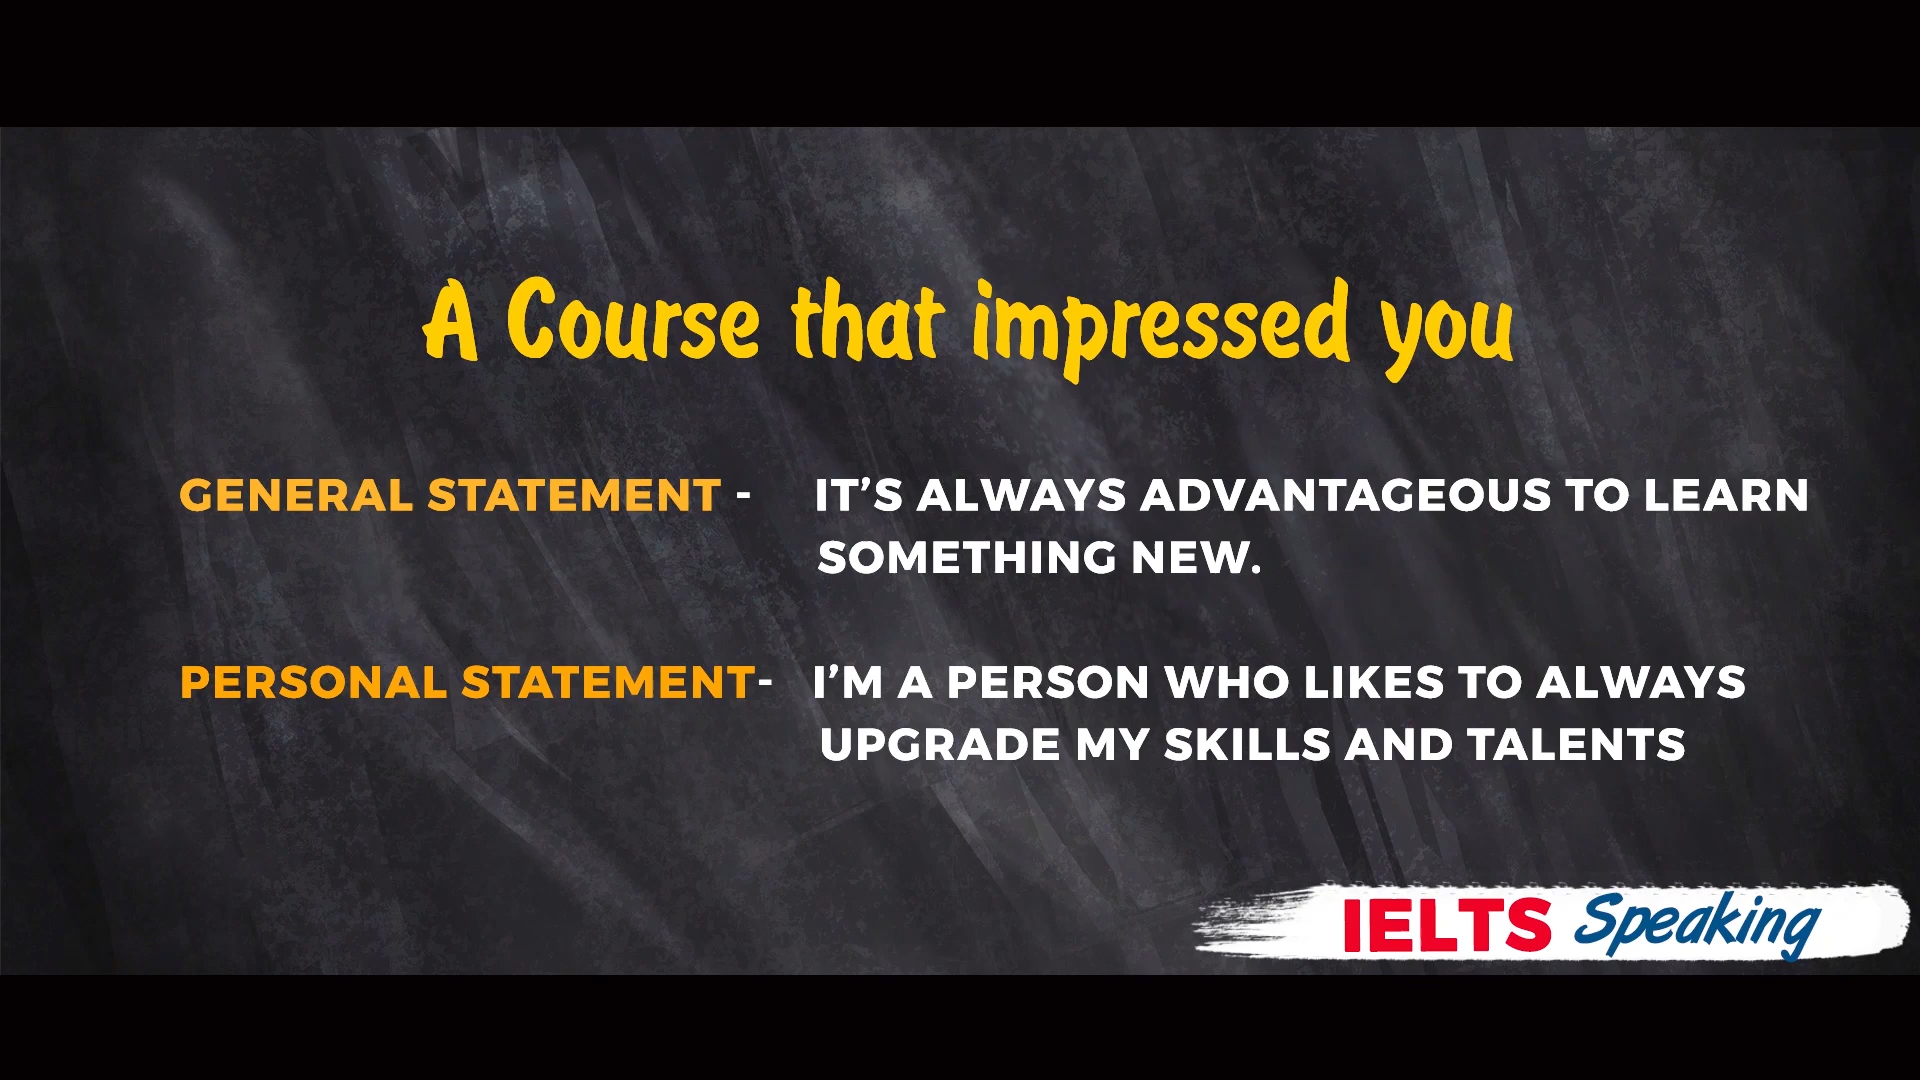 A Course that impressed you
GENERAL STATEMENT - IT’S ALWAYS ADVANTAGEOUS TO LEARN
SOMETHING NEW.
PERSONAL STATEMENT- I’M A PERSON WHO LIKES TO ALWAYS
UPGRADE MY SKILLS AND TALENTS
IELTS Speaking